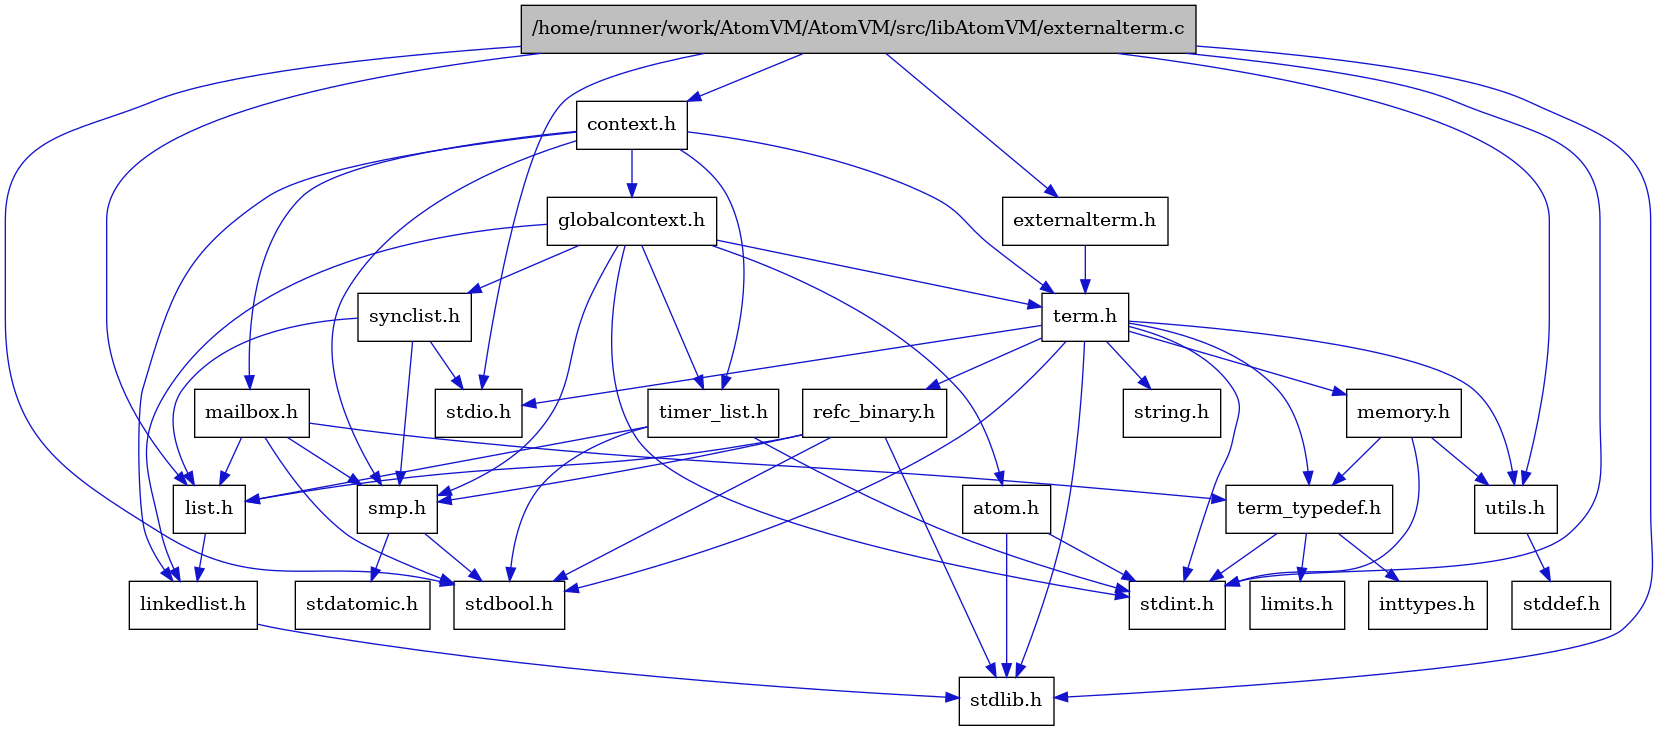 /home/runner/work/AtomVM/AtomVM/src/libAtomVM/externalterm.c
context.h
globalcontext.h
externalterm.h
synclist.h
term.h
mailbox.h
stdio.h
timer_list.h
refc_binary.h
string.h
memory.h
list.h
smp.h
atom.h
term_typedef.h
utils.h
linkedlist.h
stdatomic.h
stdbool.h
stdint.h
limits.h
inttypes.h
stddef.h
stdlib.h